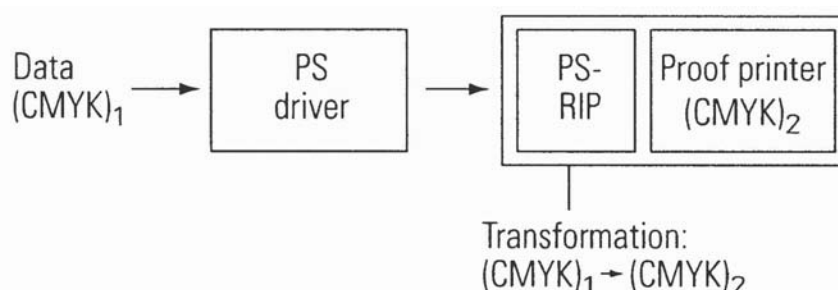 Data
(CMYK)₁
PS
driver
PS-
RIP
Proof printer
(CMYK)₂
Transformation:
(CMYK)₁ → (CMYK)₂